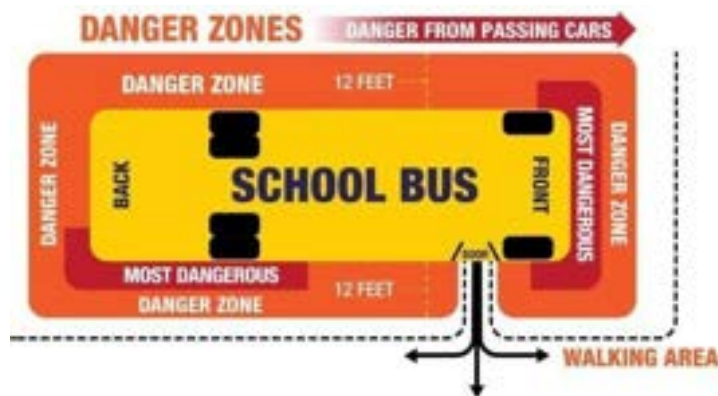 DANGER ZONES
DANGER FROM PASSING CARS
DANGER ZONE
12 FEET
DANGER ZONE
BACK
SCHOOL BUS
FRONT
MOST DANGEROUS
DANGER ZONE
DOOR
MOST DANGEROUS
12 FEET
DANGER ZONE
WALKING AREA